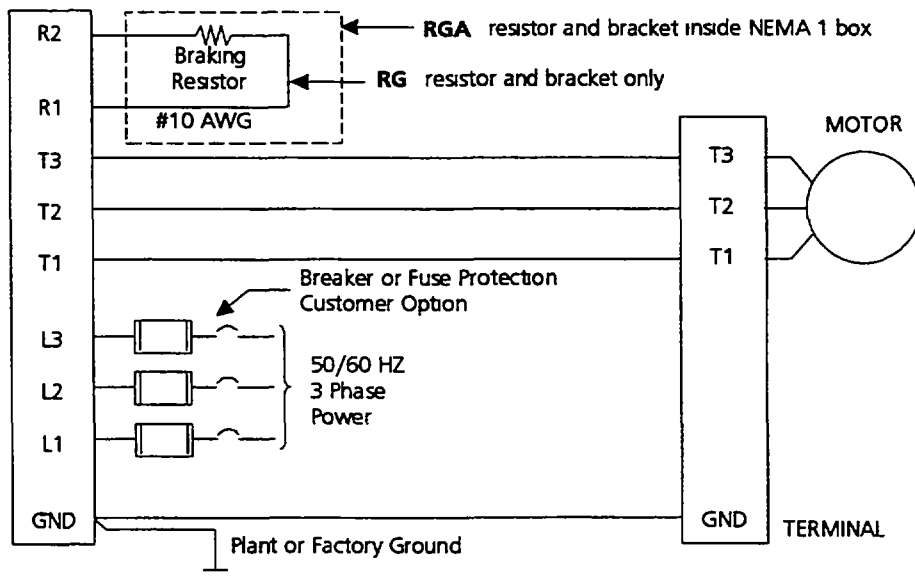 R2
Braking
Resistor
R1
#10 AWG
RGA resistor and bracket inside NEMA 1 box
RG resistor and bracket only
MOTOR
T3
T2
T1
T3
T2
T1
Breaker or Fuse Protection
Customer Option
L3
L2
L1
50/60 HZ
3 Phase
Power
GND
Plant or Factory Ground
GND
TERMINAL